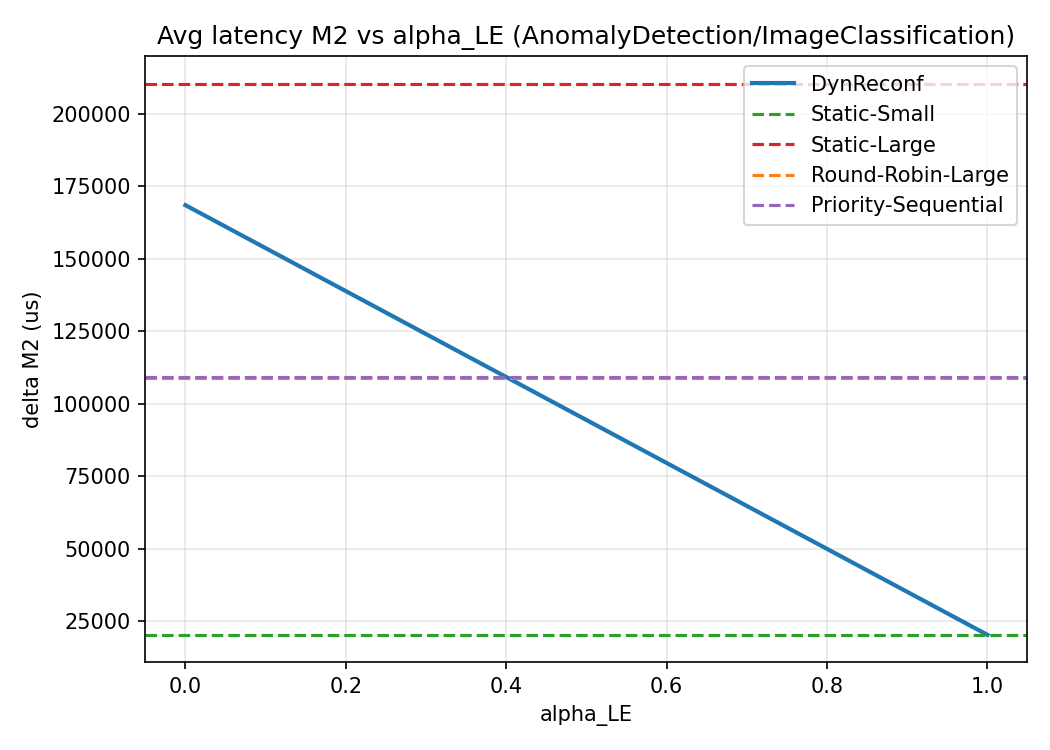 Avg latency M2 vs alpha_LE (AnomalyDetection/ImageClassification)
DynReconf
Static-Small
Static-Large
Round-Robin-Large
Priority-Sequential
200000
175000
150000
125000
100000
75000
50000
25000
delta M2 (us)
0.0 0.2 0.4 0.6 0.8 1.0
alpha_LE